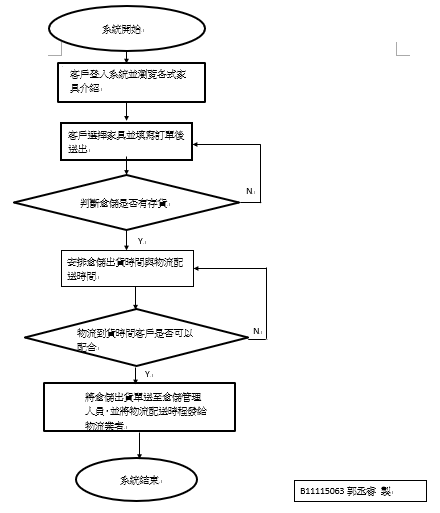 系統開始
客戶登入系統並瀏覽各式家
具介紹
客戶選擇家具並填寫訂單後
送出
N
判斷倉儲是否有存貨
Y
安排倉儲出貨時間與物流配
送時間
N
物流到貨時間客戶是否可以
配合
Y
將倉儲出貨單送至倉儲管理
人員,並將物流配送時程發給
物流業者
系統結束
B11115063 郭丞睿 製